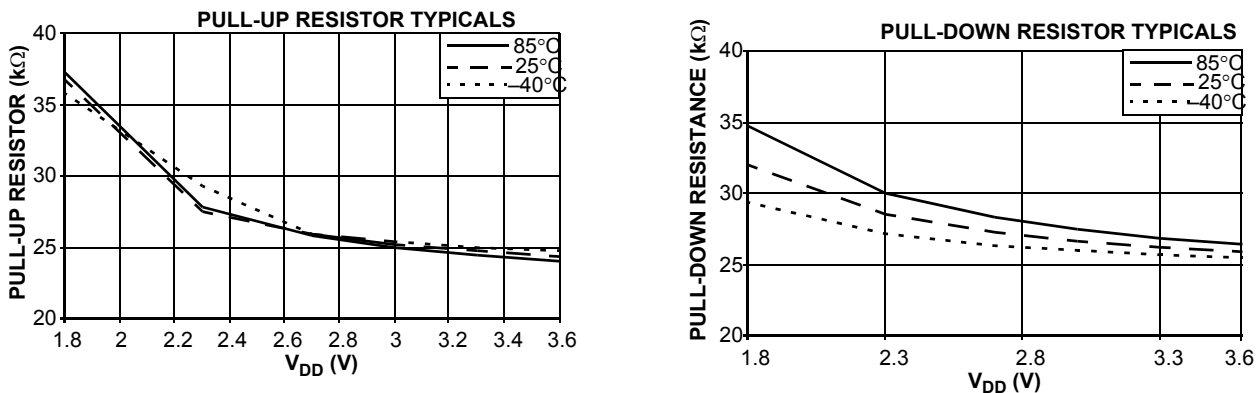 PULL-UP RESISTOR TYPICALS
PULL-UP RESISTOR (kΩ)
40
35
30
25
20
85°C
25°C
–40°C
1.8 2 2.2 2.4 2.6 2.8 3 3.2 3.4 3.6
VDD (V)
PULL-DOWN RESISTOR TYPICALS
PULL-DOWN RESISTANCE (kΩ)
40
35
30
25
20
85°C
25°C
–40°C
1.8 2.3 2.8 3.3 3.6
VDD (V)